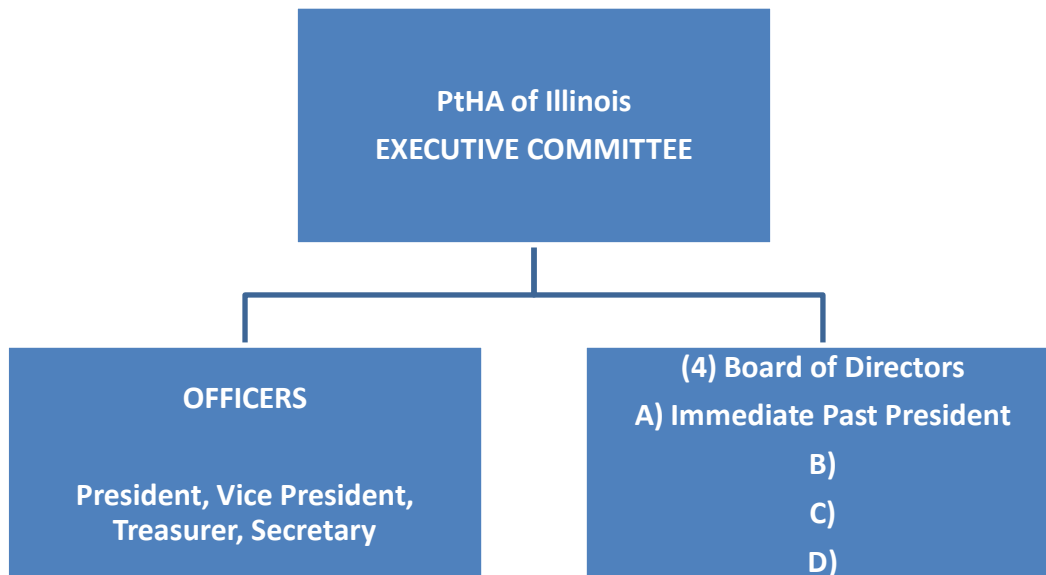 PtHA of Illinois
EXECUTIVE COMMITTEE
OFFICERS
President, Vice President,
Treasurer, Secretary
(4) Board of Directors
A) Immediate Past President
B)
C)
D)